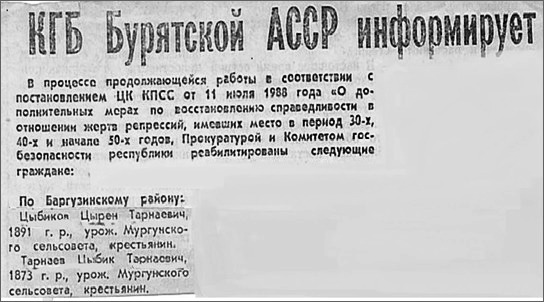 КГБ Бурятской АССР информирует
В процессе продолжающейся работы в соответствии с
постановлением ЦК КПСС от 11 июля 1988 года «О до-
полнительных мерах по восстановлению справедливости в
отношении жертв репрессий, имевших место в период 30-х,
40-х и начале 50-х годов, Прокуратурой и Комитетом гос-
безопасности республики реабилитированы следующие
граждане:
По Баргузинскому району:
Цыбиков Цырен Тарнаевич,
1891 г. р., урож. Мургунско-
го сельсовета, крестьянин.
Тарнаев Цыбик Тарнаевич,
1873 г. р., урож. Мургунского
сельсовета, крестьянин.